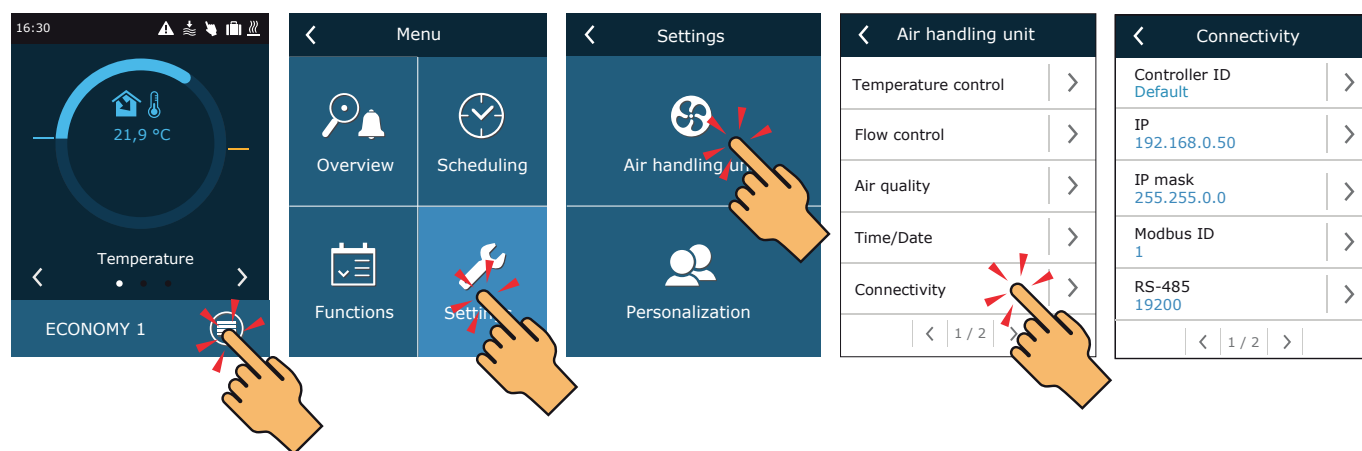 16:30
21,9 °C
Temperature
ECONOMY 1
Menu
Overview
Scheduling
Functions
Settings
Settings
Air handling unit
Personalization
Air handling unit
Temperature control
Flow control
Air quality
Time/Date
Connectivity
1 / 2
Connectivity
Controller ID
Default
IP
192.168.0.50
IP mask
255.255.0.0
Modbus ID
1
RS-485
19200
1 / 2